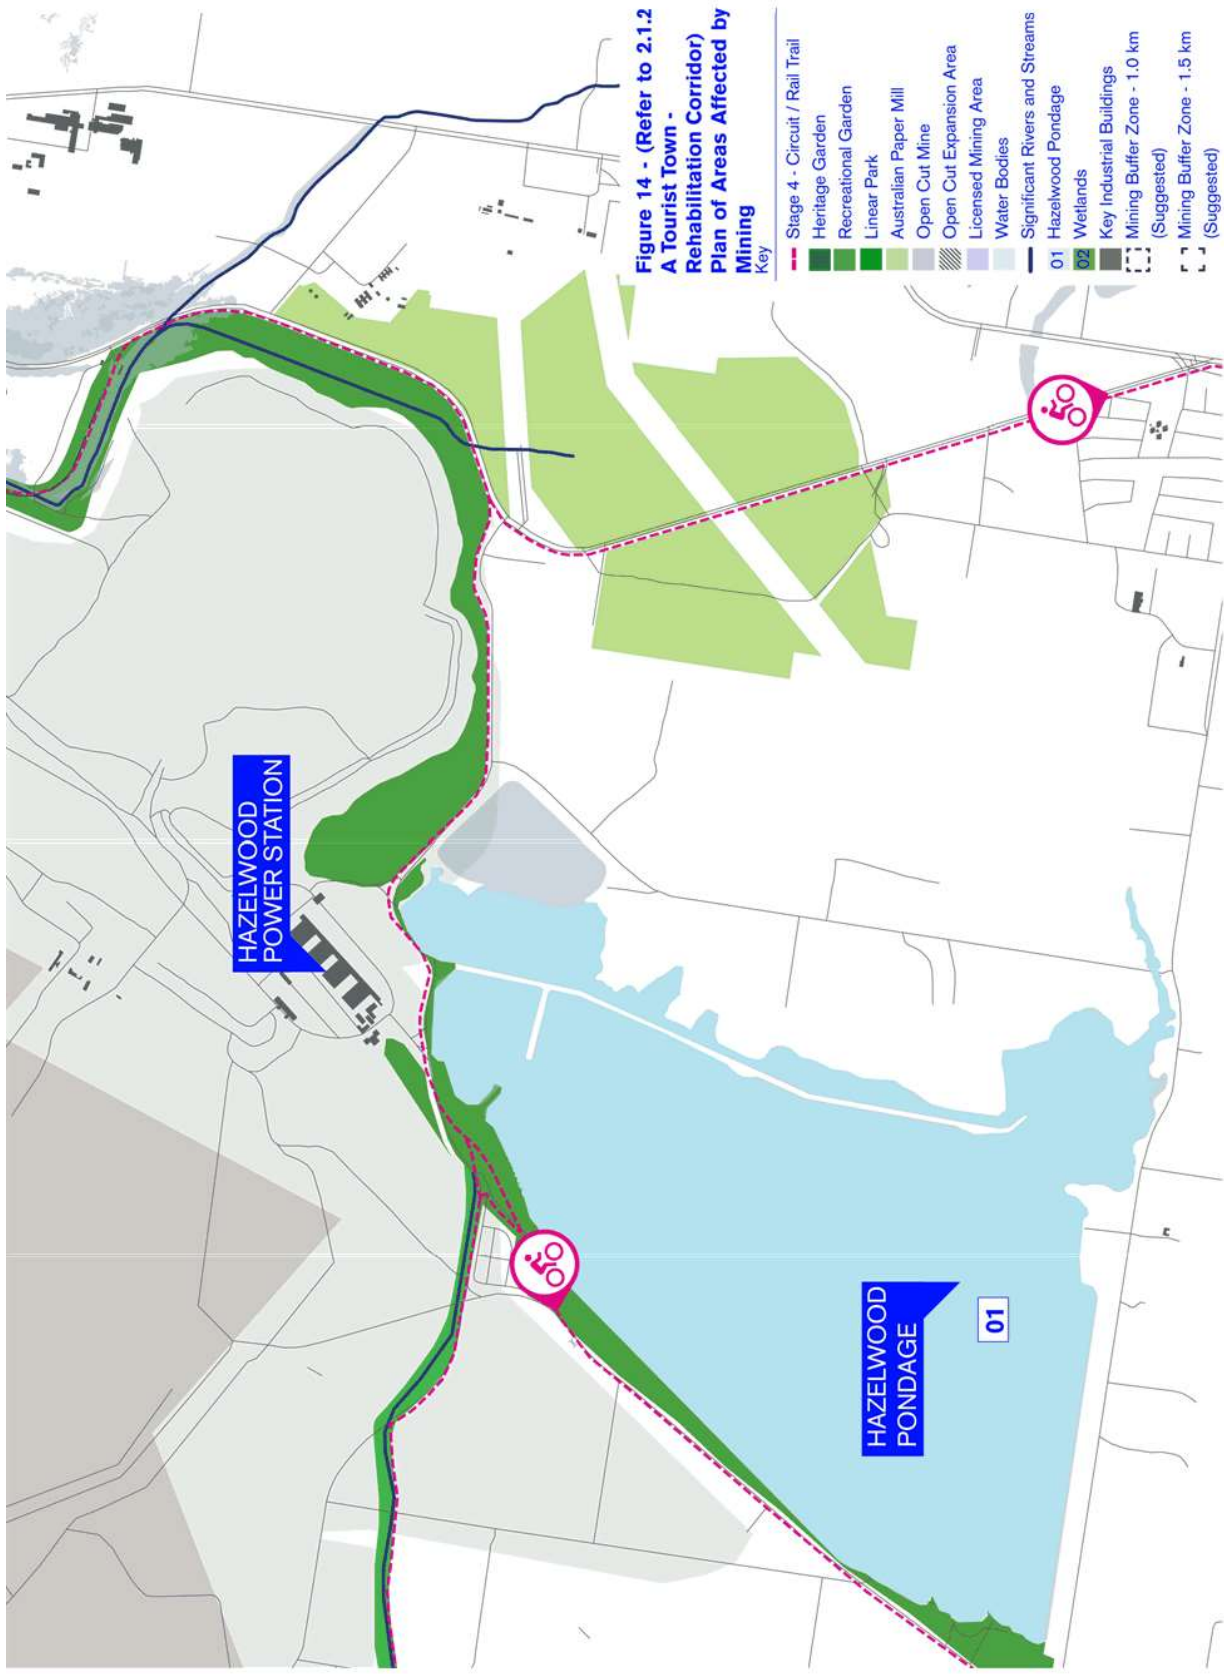 Figure 14 - (Refer to 2.1.2
A Tourist Town -
Rehabilitation Corridor)
Plan of Areas Affected by
Mining
Key
Stage 4 - Circuit / Rail Trail
Heritage Garden
Recreational Garden
Linear Park
Australian Paper Mill
Open Cut Mine
Open Cut Expansion Area
Licensed Mining Area
Water Bodies
Significant Rivers and Streams
01 Hazelwood Pondage
02 Wetlands
Key Industrial Buildings
Mining Buffer Zone - 1.0 km
(Suggested)
Mining Buffer Zone - 1.5 km
(Suggested)
HAZELWOOD
POWER STATION
HAZELWOOD
PONDAGE
01